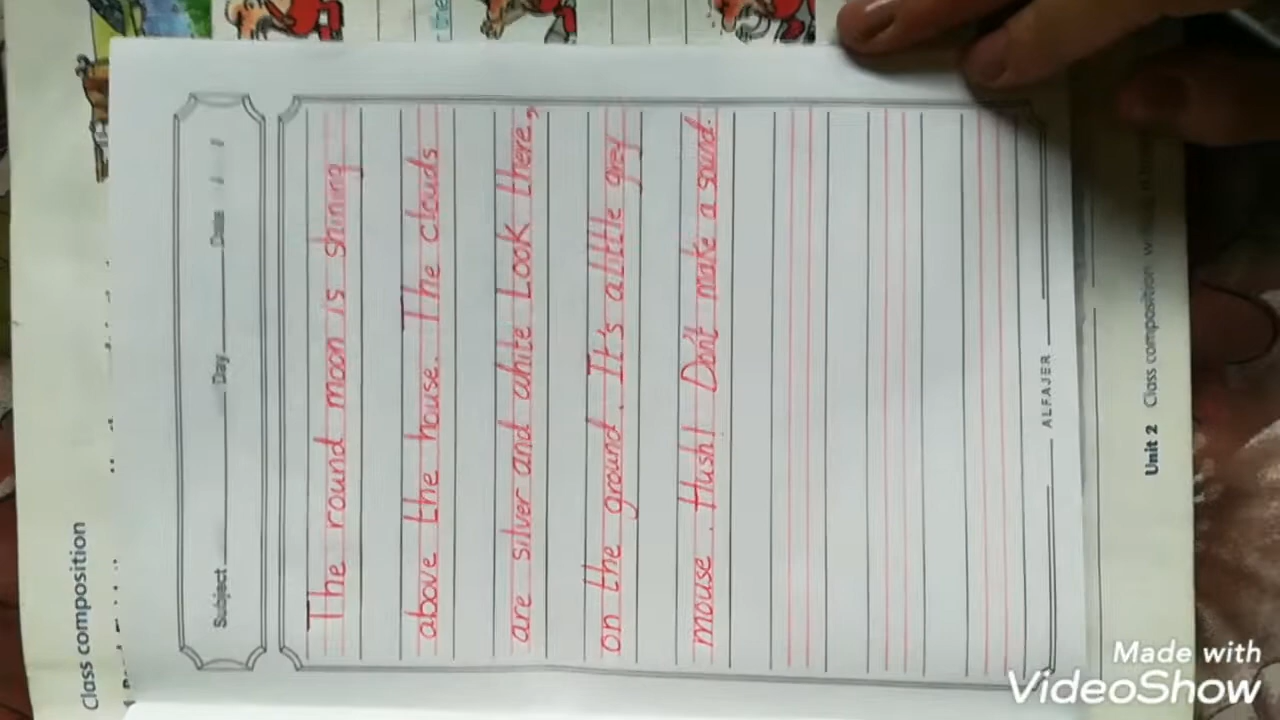 Class composition
Subject Day Date / /
The round moon is shining
above the house. The clouds
are silver and white Look there,
on the ground. It's a little grey
mouse. Hush! Don't make a sound.
ALFAJER
Unit 2 Class composition
Made with
VideoShow